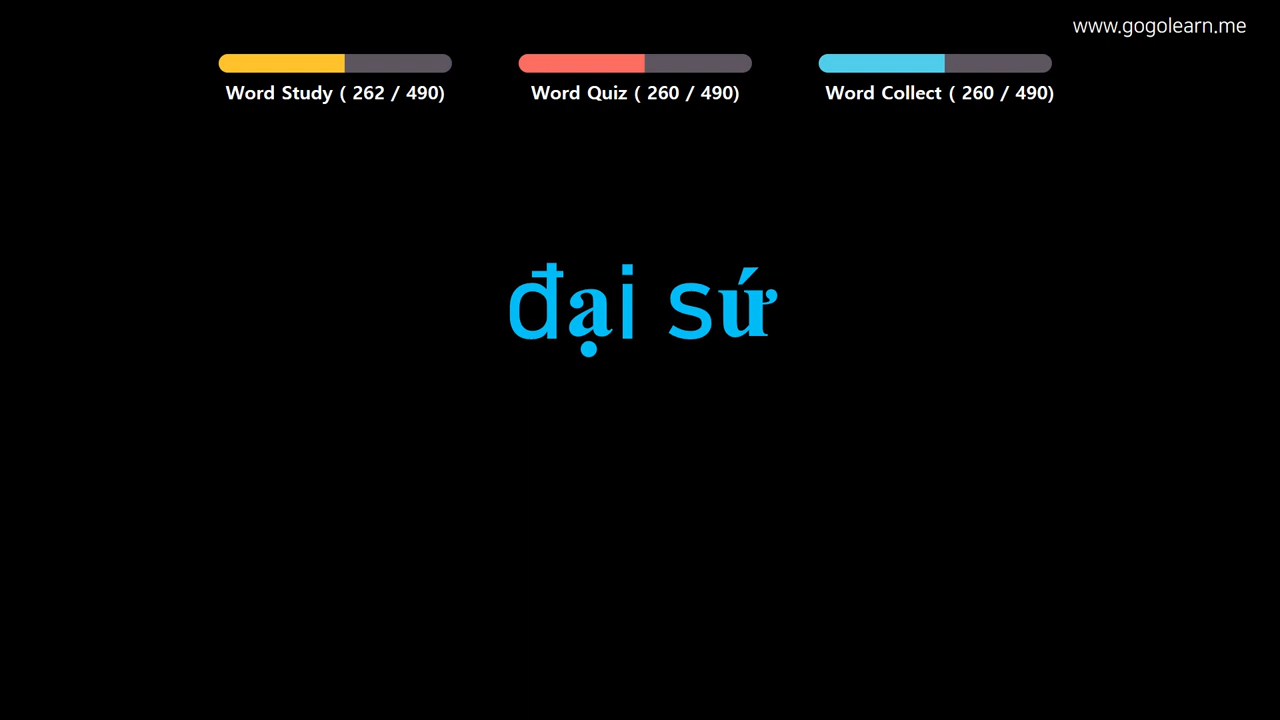 www.gogolearn.me
Word Study ( 262 / 490)
Word Quiz ( 260 / 490)
Word Collect ( 260 / 490)
đại sứ